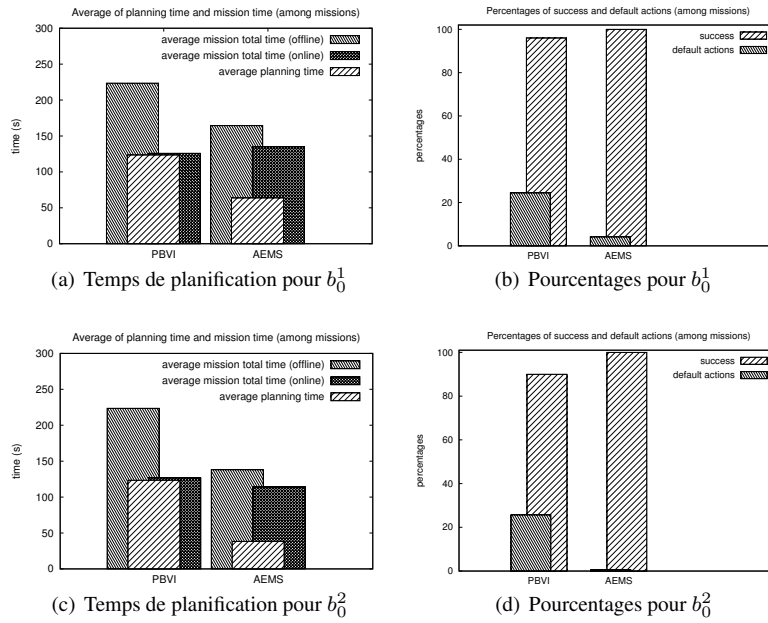 Average of planning time and mission time (among missions)
300
250
200
150
100
50
0
time (s)
average mission total time (offline)
average mission total time (online)
average planning time
PBVI
AEMS
(a) Temps de planification pour b_0^1
Percentages of success and default actions (among missions)
100
80
60
40
20
0
percentages
success
default actions
PBVI
AEMS
(b) Pourcentages pour b_0^1
Average of planning time and mission time (among missions)
300
250
200
150
100
50
0
time (s)
average mission total time (offline)
average mission total time (online)
average planning time
PBVI
AEMS
(c) Temps de planification pour b_0^2
Percentages of success and default actions (among missions)
100
80
60
40
20
0
percentages
success
default actions
PBVI
AEMS
(d) Pourcentages pour b_0^2